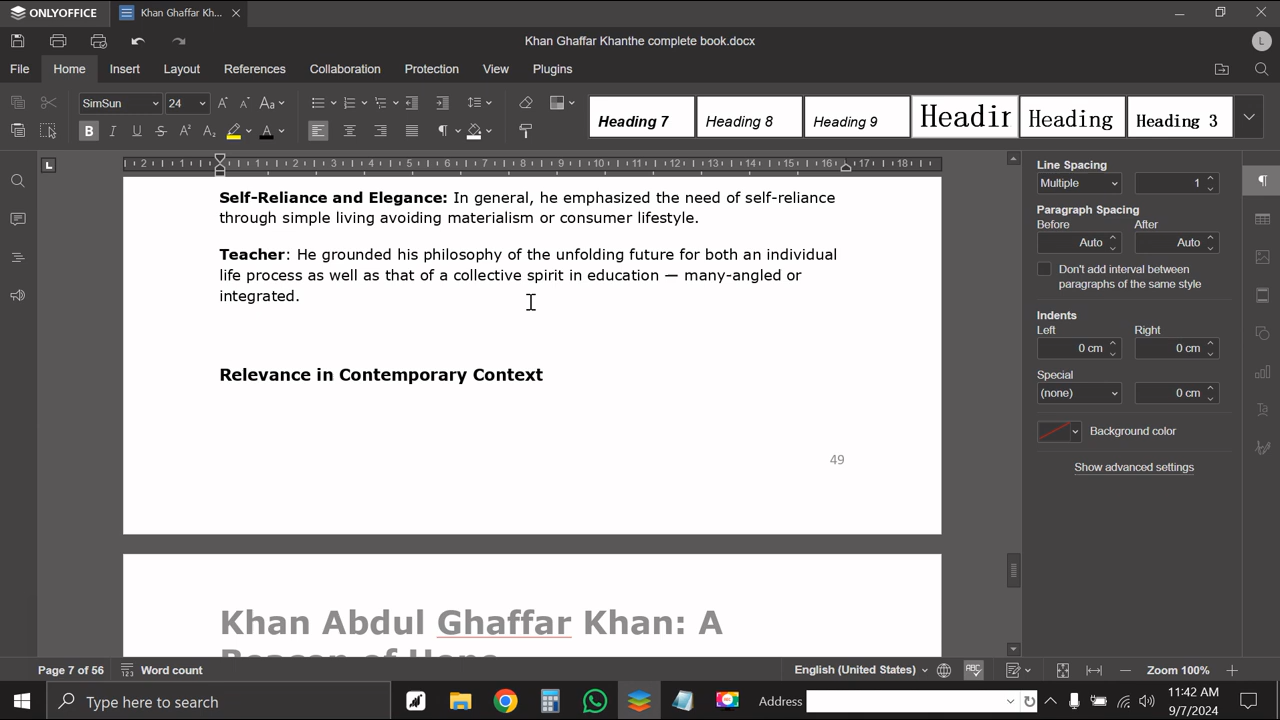 ONLYOFFICE
Khan Ghaffar Kh...
Khan Ghaffar Khanthe complete book.docx
L
File Home Insert Layout References Collaboration Protection View Plugins
SimSun 24
Heading 7 Heading 8 Heading 9 Headir Heading Heading 3
Line Spacing
Multiple 1
Paragraph Spacing
Before After
Auto Auto
Don't add interval between
paragraphs of the same style
Indents
Left Right
0 cm 0 cm
Special
(none) 0 cm
Background color
Show advanced settings
Self-Reliance and Elegance: In general, he emphasized the need of self-reliance
through simple living avoiding materialism or consumer lifestyle.
Teacher: He grounded his philosophy of the unfolding future for both an individual
life process as well as that of a collective spirit in education — many-angled or
integrated.
Relevance in Contemporary Context
49
Khan Abdul Ghaffar Khan: A
Beacon of Hope
Page 7 of 56 Word count English (United States) Zoom 100%
Type here to search Address 11:42 AM
9/7/2024